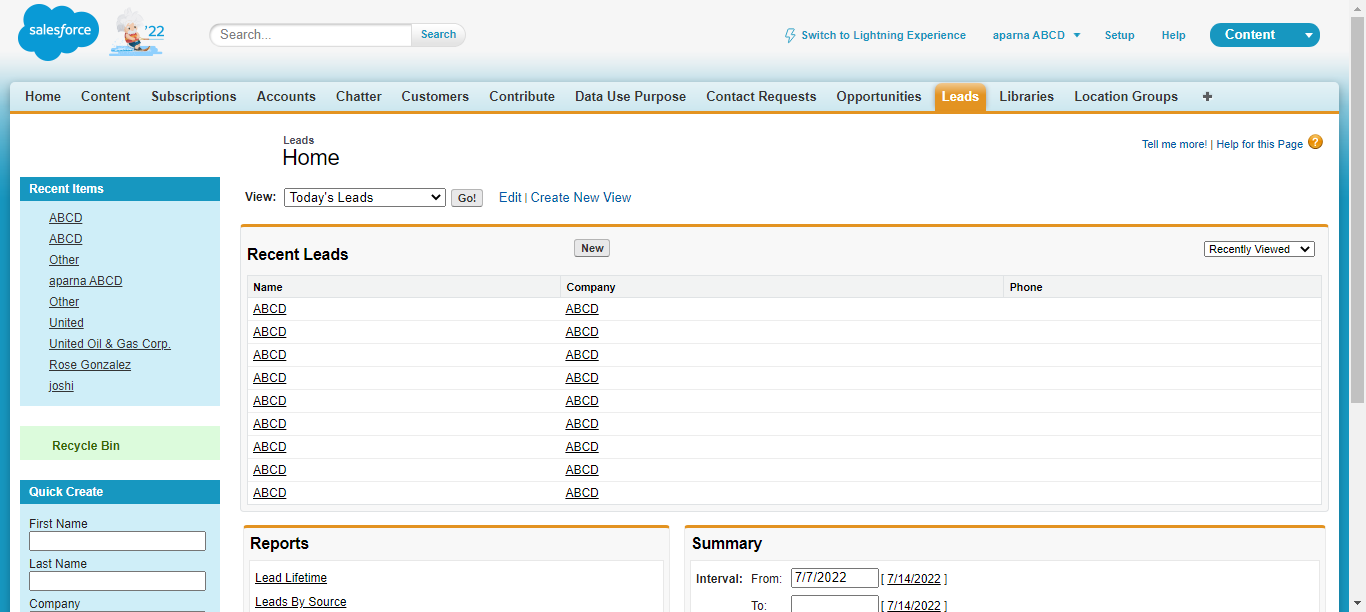 salesforce '22 Search... Search Switch to Lightning Experience aparna ABCD Setup Help Content
Home Content Subscriptions Accounts Chatter Customers Contribute Data Use Purpose Contact Requests Opportunities Leads Libraries Location Groups +
Leads
Home
Tell me more! | Help for this Page ?
Recent Items
ABCD
ABCD
Other
aparna ABCD
Other
United
United Oil & Gas Corp.
Rose Gonzalez
joshi
Recycle Bin
Quick Create
First Name
Last Name
Company
View: Today's Leads Go! Edit | Create New View
Recent Leads New Recently Viewed
Name Company Phone
ABCD ABCD
ABCD ABCD
ABCD ABCD
ABCD ABCD
ABCD ABCD
ABCD ABCD
ABCD ABCD
ABCD ABCD
ABCD ABCD
Reports
Lead Lifetime
Leads By Source
Summary
Interval: From: 7/7/2022 [ 7/14/2022 ]
To: [ 7/14/2022 ]